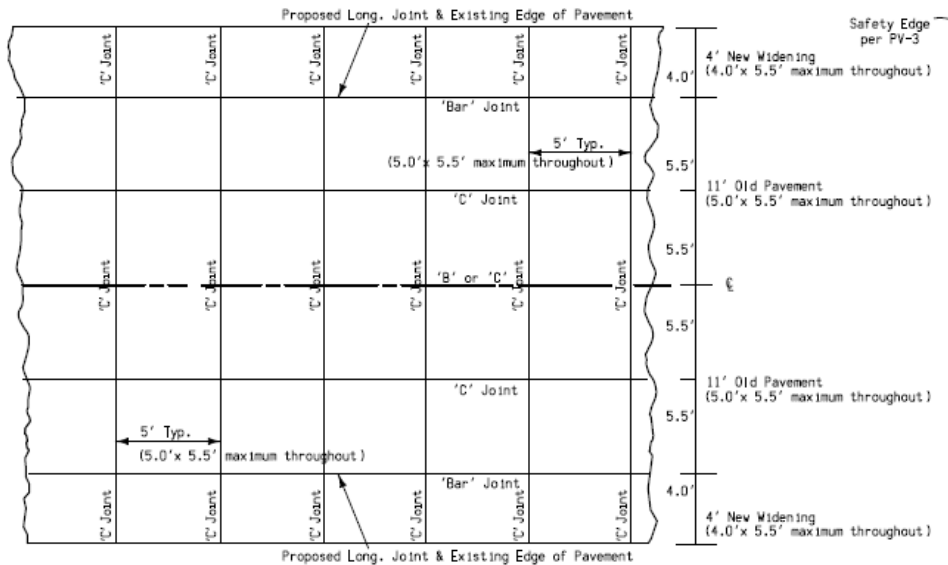 Proposed Long. Joint & Existing Edge of Pavement
Safety Edge
per PV-3
'C' Joint
'C' Joint
'C' Joint
'C' Joint
'C' Joint
'C' Joint
4.0'
4' New Widening
(4.0'x 5.5' maximum throughout)
'Bar' Joint
5' Typ.
(5.0'x 5.5' maximum throughout)
5.5'
11' Old Pavement
(5.0'x 5.5' maximum throughout)
'C' Joint
5.5'
'C' Joint
'C' Joint
'C' Joint
'C' Joint
'B' or 'C'
'C' Joint
'C' Joint
℄
5.5'
11' Old Pavement
(5.0'x 5.5' maximum throughout)
'C' Joint
5.5'
5' Typ.
(5.0'x 5.5' maximum throughout)
'Bar' Joint
4.0'
'C' Joint
'C' Joint
'C' Joint
'C' Joint
'C' Joint
'C' Joint
4' New Widening
(4.0'x 5.5' maximum throughout)
Proposed Long. Joint & Existing Edge of Pavement